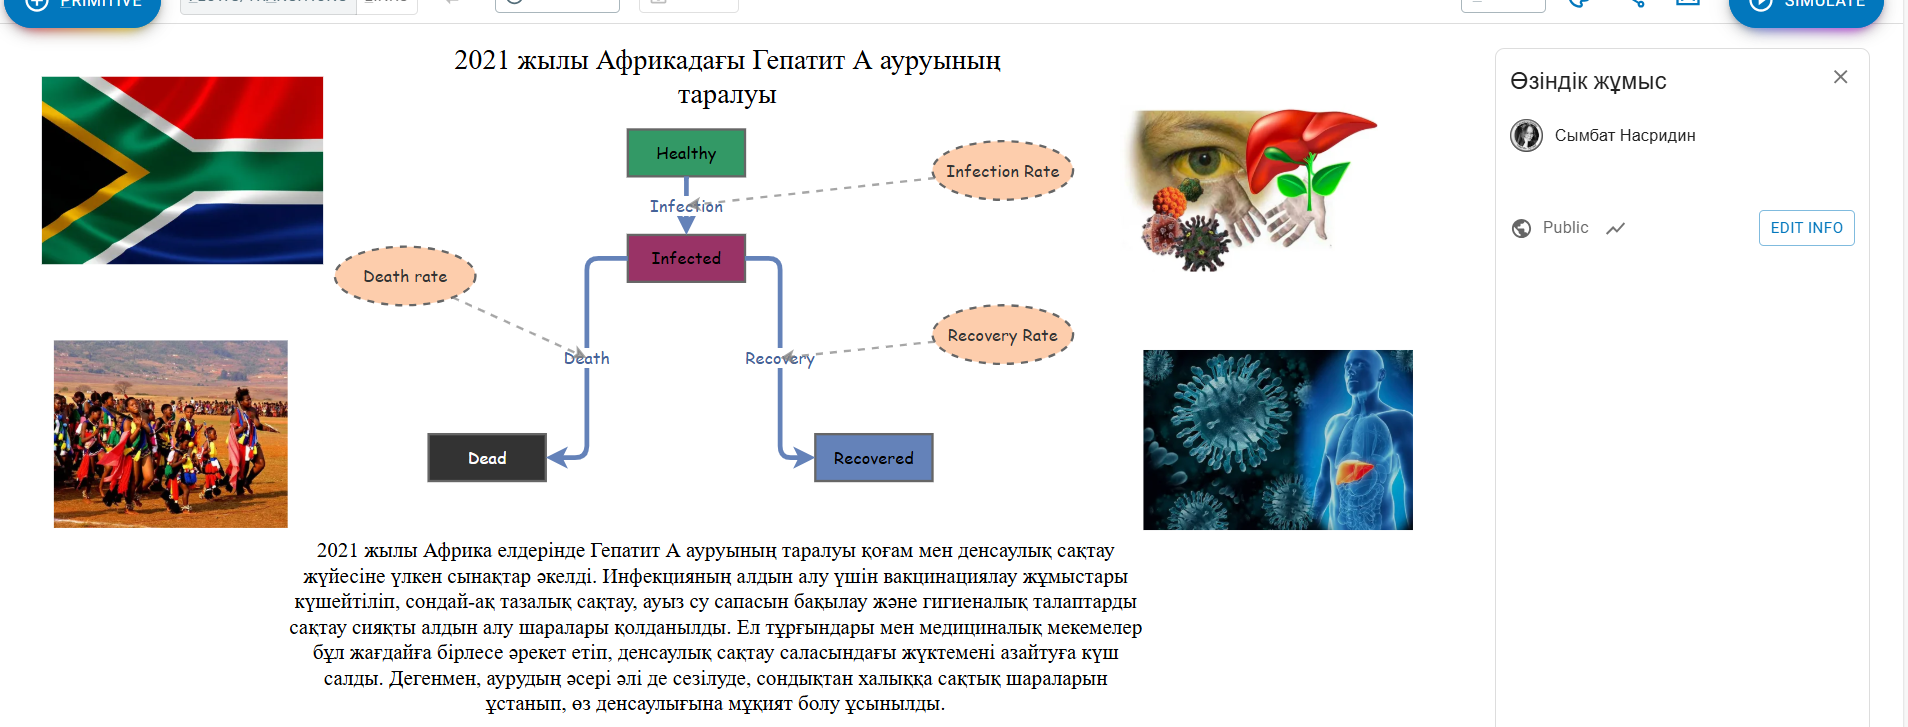 PRIMITIVE
FLOWS/TRANSITIONS LINKS
SIMULATE
2021 жылы Африкадағы Гепатит А ауруының
таралуы
Healthy
Infection Rate
Infection
Infected
Death rate
Recovery Rate
Death
Recovery
Dead
Recovered
2021 жылы Африка елдерінде Гепатит А ауруының таралуы қоғам мен денсаулық сақтау
жүйесіне үлкен сынақтар әкелді. Инфекцияның алдын алу үшін вакцинациялау жұмыстары
күшейтіліп, сондай-ақ тазалық сақтау, ауыз су сапасын бақылау және гигиеналық талаптарды
сақтау сияқты алдын алу шаралары қолданылды. Ел тұрғындары мен медициналық мекемелер
бұл жағдайға бірлесе әрекет етіп, денсаулық сақтау саласындағы жүктемені азайтуға күш
салды. Дегенмен, аурудың әсері әлі де сезілуде, сондықтан халыққа сақтық шараларын
ұстанып, өз денсаулығына мұқият болу ұсынылды.
Өзіндік жұмыс
Сымбат Насридин
Public
EDIT INFO